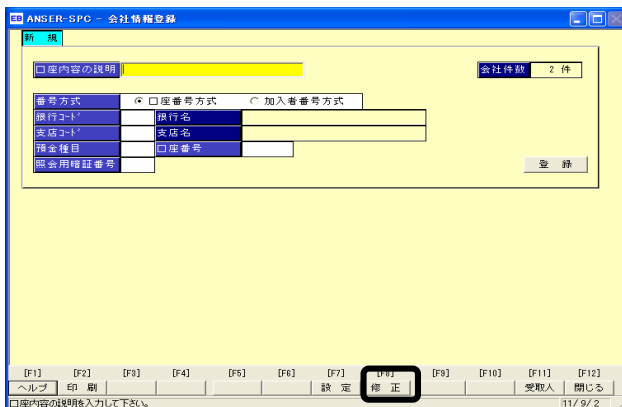 EB ANSER-SPC - 会社情報登録
新 規
口座内容の説明 会社件数 2 件
番号方式 口座番号方式 加入者番号方式
銀行ｺｰﾄﾞ 銀行名
支店ｺｰﾄﾞ 支店名
預金種目 口座番号
照会用暗証番号
登 録
[F1] [F2] [F3] [F4] [F5] [F6] [F7] [F8] [F9] [F10] [F11] [F12]
ヘルプ 印 刷 設 定 修 正 受取人 閉じる
口座内容の説明を入力して下さい。 11/ 9/ 2